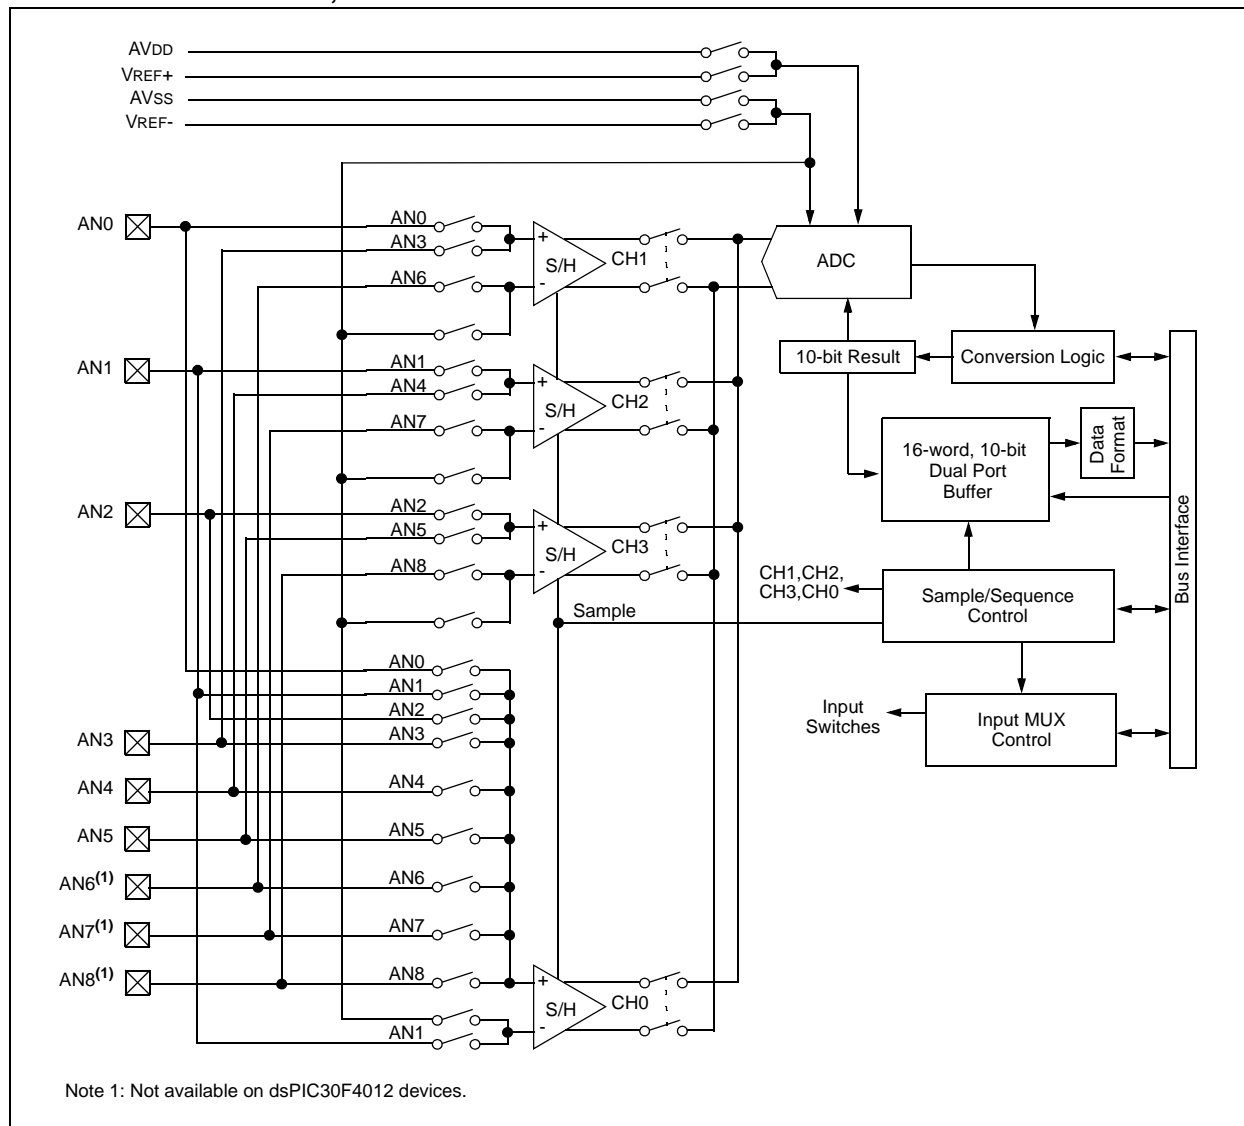 AVDD
VREF+
AVSS
VREF-
AN0
AN0
AN3
+
S/H
CH1
ADC
AN6
-
AN1
AN1
AN4
+
S/H
CH2
10-bit Result
Conversion Logic
AN7
-
16-word, 10-bit
Dual Port
Buffer
Data
Format
AN2
AN2
AN5
+
S/H
CH3
AN8
-
CH1,CH2,
CH3,CH0
Sample/Sequence
Control
Bus Interface
Sample
AN0
AN1
AN2
AN3
AN3
Input
Switches
Input MUX
Control
AN4
AN4
AN5
AN5
AN6(1)
AN6
AN7(1)
AN7
AN8(1)
AN8
+
S/H
CH0
AN1
-
Note 1: Not available on dsPIC30F4012 devices.